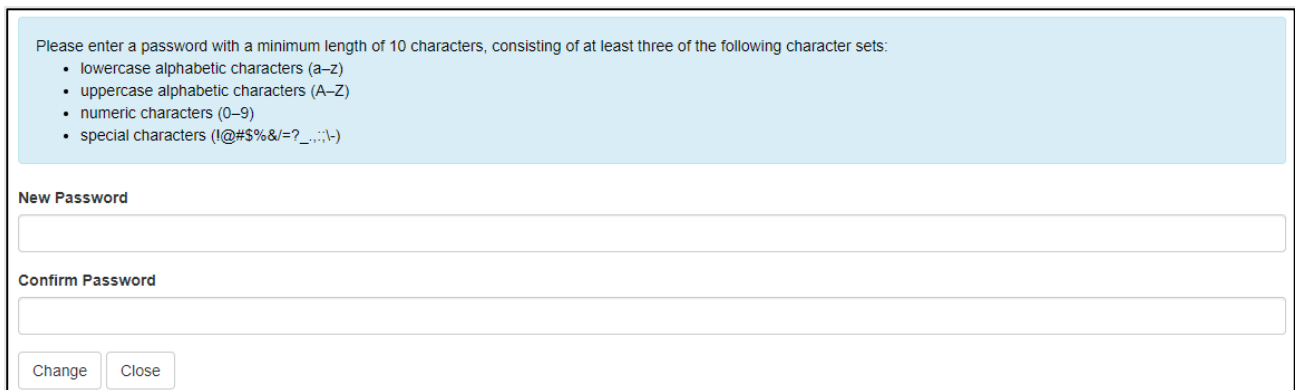 Please enter a password with a minimum length of 10 characters, consisting of at least three of the following character sets:
• lowercase alphabetic characters (a–z)
• uppercase alphabetic characters (A–Z)
• numeric characters (0–9)
• special characters (!@#$%&/=?_.,:;\-)
New Password
Confirm Password
Change Close